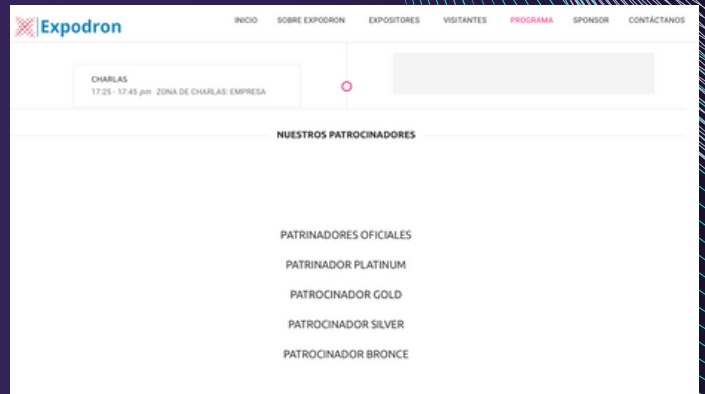 Expodron
INICIO SOBRE EXPODRON EXPOSITORES VISITANTES PROGRAMA SPONSOR CONTÁCTANOS
CHARLAS
17:25 - 17:45 pm ZONA DE CHARLAS: EMPRESA
NUESTROS PATROCINADORES
PATRINADORES OFICIALES
PATRINADOR PLATINUM
PATROCINADOR GOLD
PATROCINADOR SILVER
PATROCINADOR BRONCE